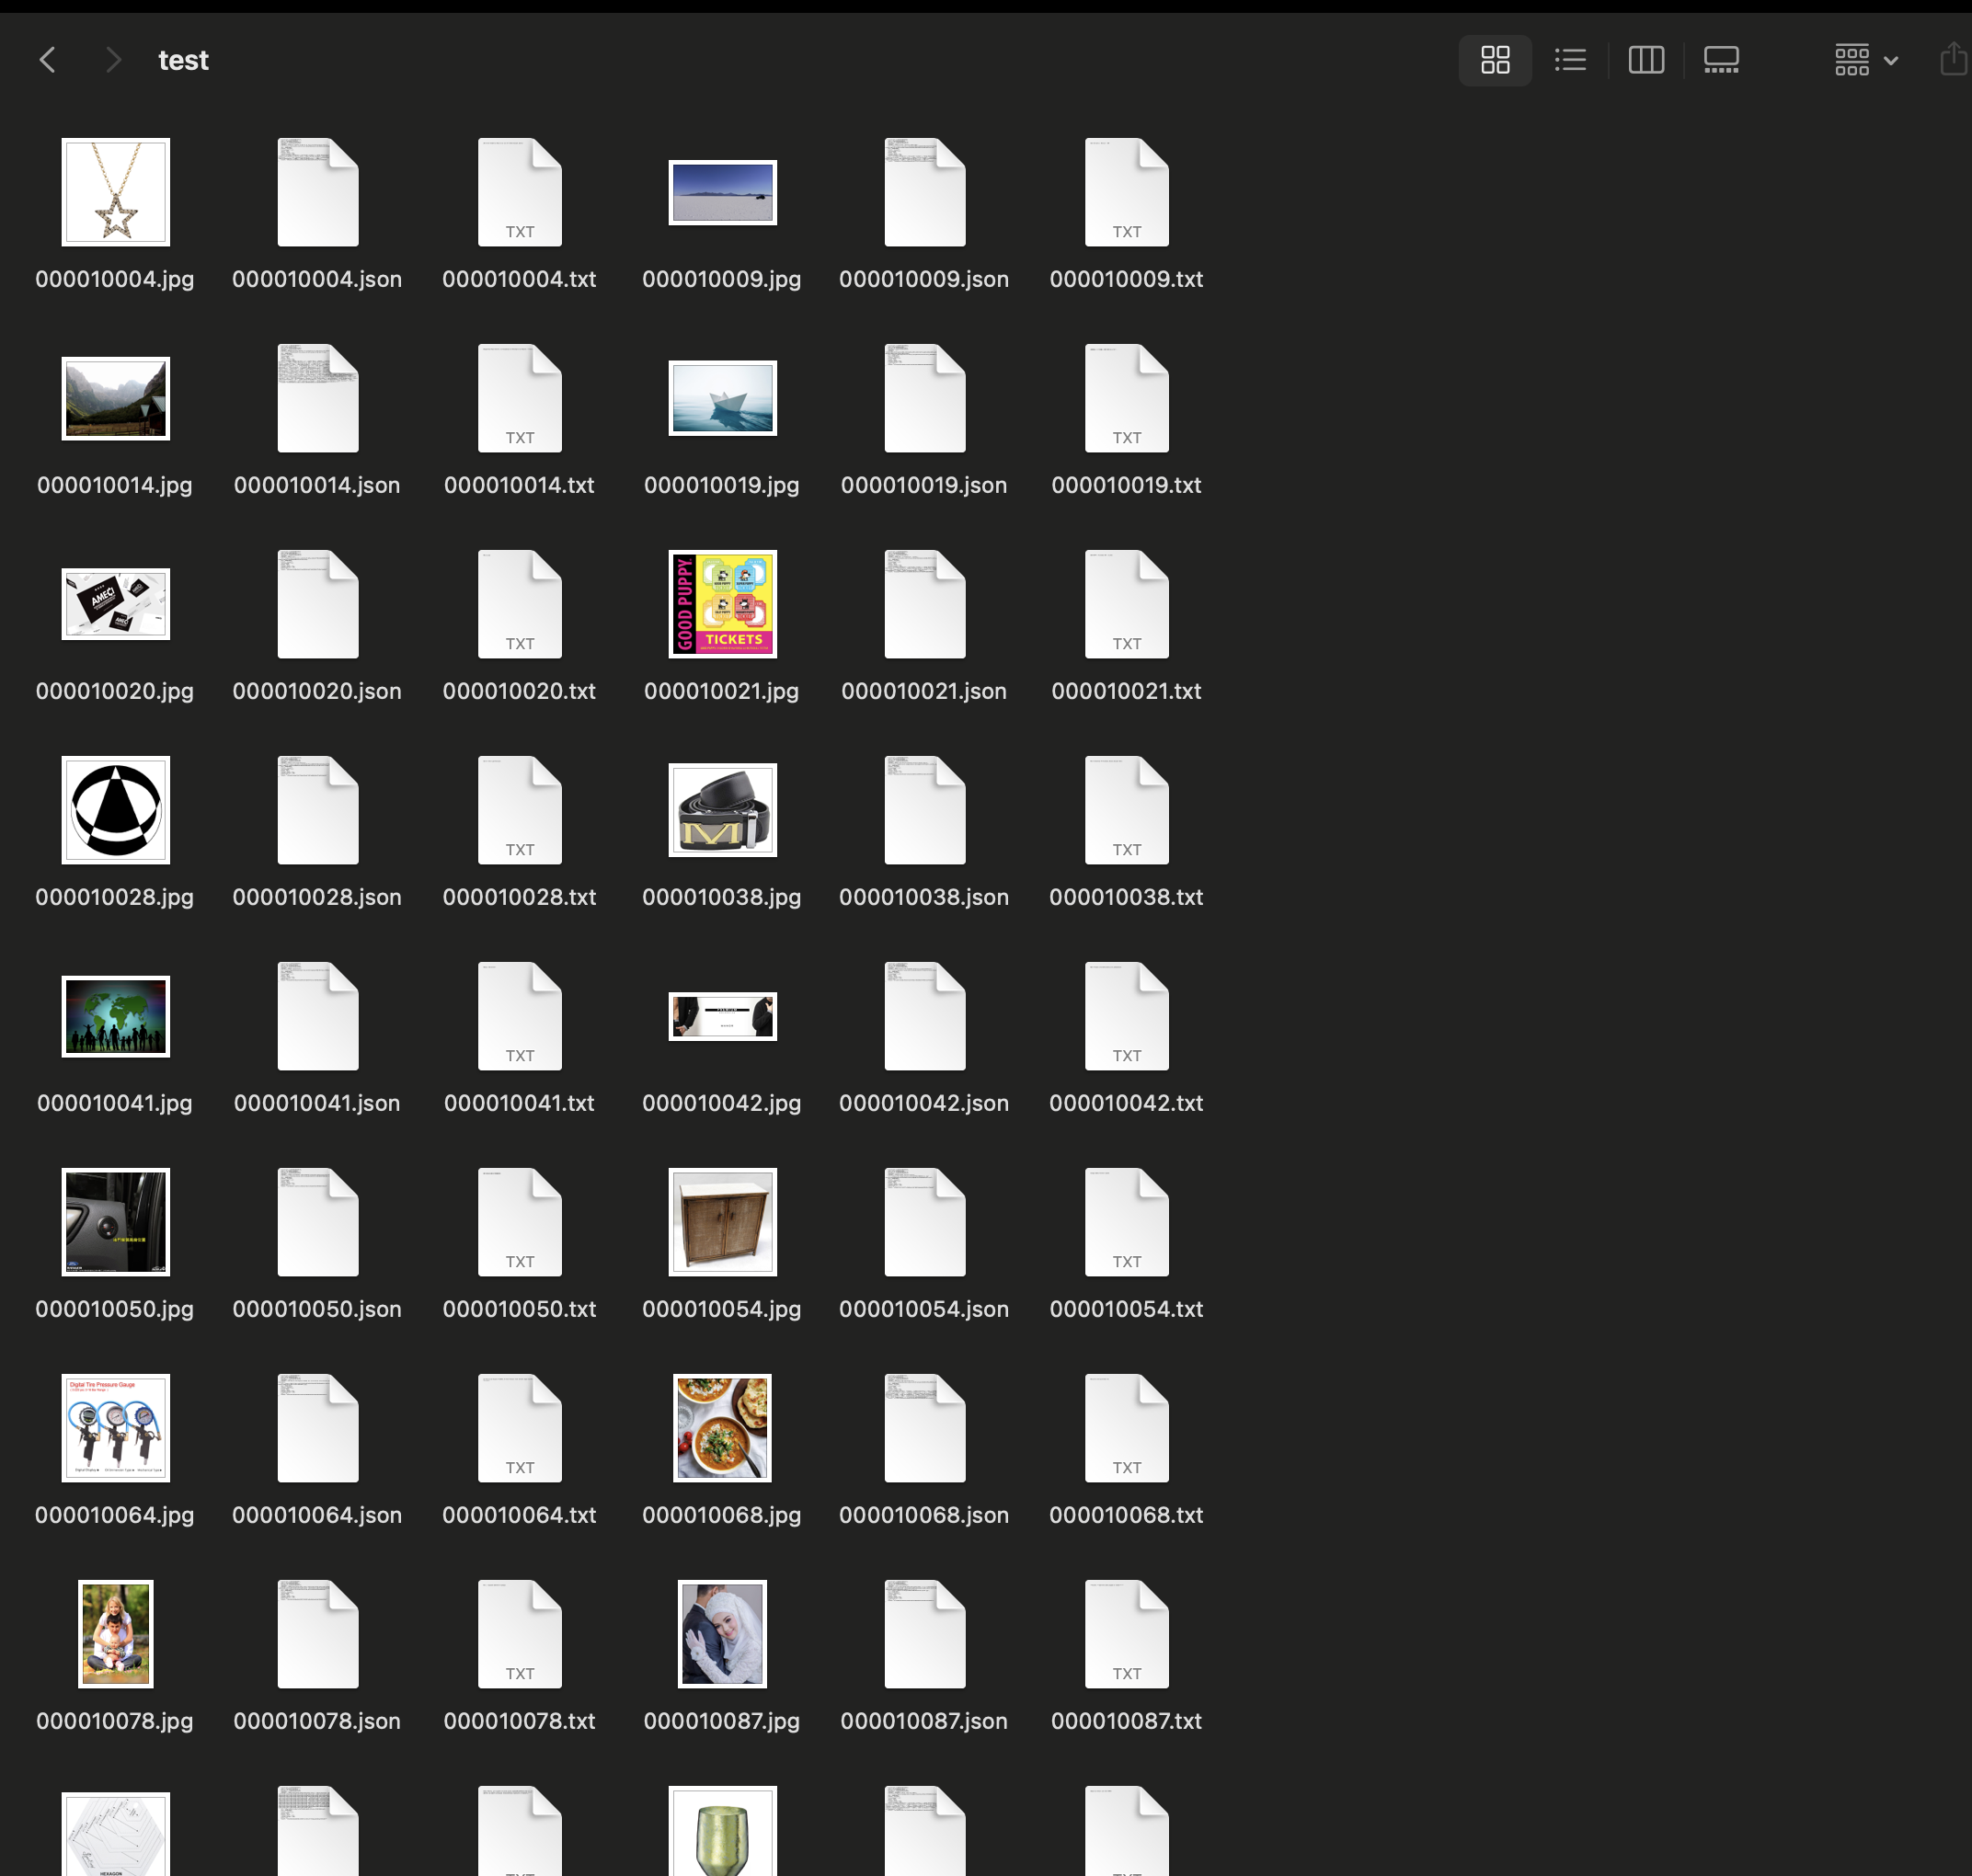 test
TXT
TXT
000010004.jpg 000010004.json 000010004.txt 000010009.jpg 000010009.json 000010009.txt
TXT
TXT
000010014.jpg 000010014.json 000010014.txt 000010019.jpg 000010019.json 000010019.txt
AMECI
GOOD PUPPY
TICKETS
TXT
TXT
000010020.jpg 000010020.json 000010020.txt 000010021.jpg 000010021.json 000010021.txt
TXT
TXT
000010028.jpg 000010028.json 000010028.txt 000010038.jpg 000010038.json 000010038.txt
PREMIUM
TXT
TXT
000010041.jpg 000010041.json 000010041.txt 000010042.jpg 000010042.json 000010042.txt
TXT
TXT
000010050.jpg 000010050.json 000010050.txt 000010054.jpg 000010054.json 000010054.txt
Digital Tire Pressure Gauge
TXT
TXT
000010064.jpg 000010064.json 000010064.txt 000010068.jpg 000010068.json 000010068.txt
TXT
TXT
000010078.jpg 000010078.json 000010078.txt 000010087.jpg 000010087.json 000010087.txt
HEXAGON